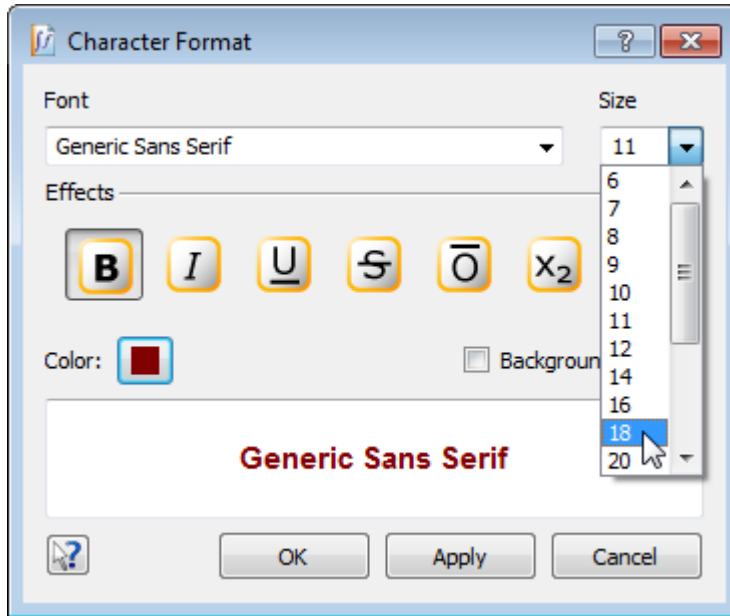 Character Format
Font Size
Generic Sans Serif 11
Effects
6
7
8
9
10
11
12
14
16
18
20
B I U S O X₂
Color: Backgroun
Generic Sans Serif
OK Apply Cancel